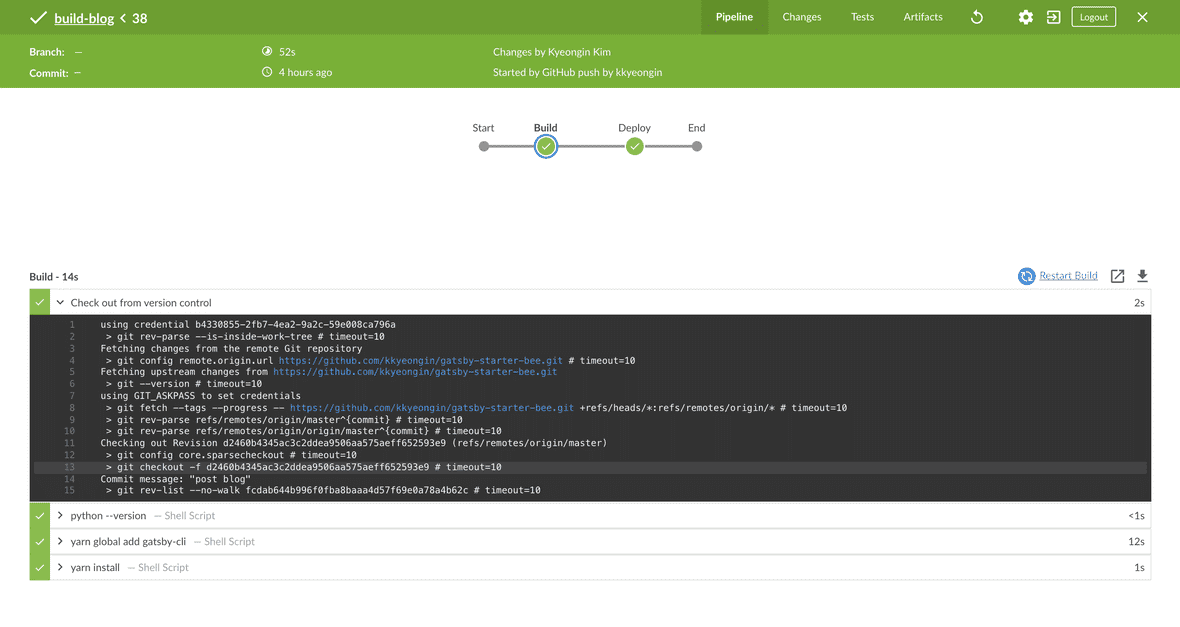 build-blog < 38 Pipeline Changes Tests Artifacts Logout
Branch: — 52s Changes by Kyeongin Kim
Commit: — 4 hours ago Started by GitHub push by kkyeongin
Start Build Deploy End
Build - 14s Restart Build
Check out from version control 2s
1 using credential b4330855-2fb7-4ea2-9a2c-59e008ca796a
2 > git rev-parse --is-inside-work-tree # timeout=10
3 Fetching changes from the remote Git repository
4 > git config remote.origin.url https://github.com/kkyeongin/gatsby-starter-bee.git # timeout=10
5 Fetching upstream changes from https://github.com/kkyeongin/gatsby-starter-bee.git
6 > git --version # timeout=10
7 using GIT_ASKPASS to set credentials
8 > git fetch --tags --progress -- https://github.com/kkyeongin/gatsby-starter-bee.git +refs/heads/*:refs/remotes/origin/* # timeout=10
9 > git rev-parse refs/remotes/origin/master^{commit} # timeout=10
10 > git rev-parse refs/remotes/origin/origin/master^{commit} # timeout=10
11 Checking out Revision d2460b4345ac3c2ddea9506aa575aeff652593e9 (refs/remotes/origin/master)
12 > git config core.sparsecheckout # timeout=10
13 > git checkout -f d2460b4345ac3c2ddea9506aa575aeff652593e9 # timeout=10
14 Commit message: "post blog"
15 > git rev-list --no-walk fcdab644b996f0fba8baaa4d57f69e0a78a4b62c # timeout=10
python --version — Shell Script <1s
yarn global add gatsby-cli — Shell Script 12s
yarn install — Shell Script 1s